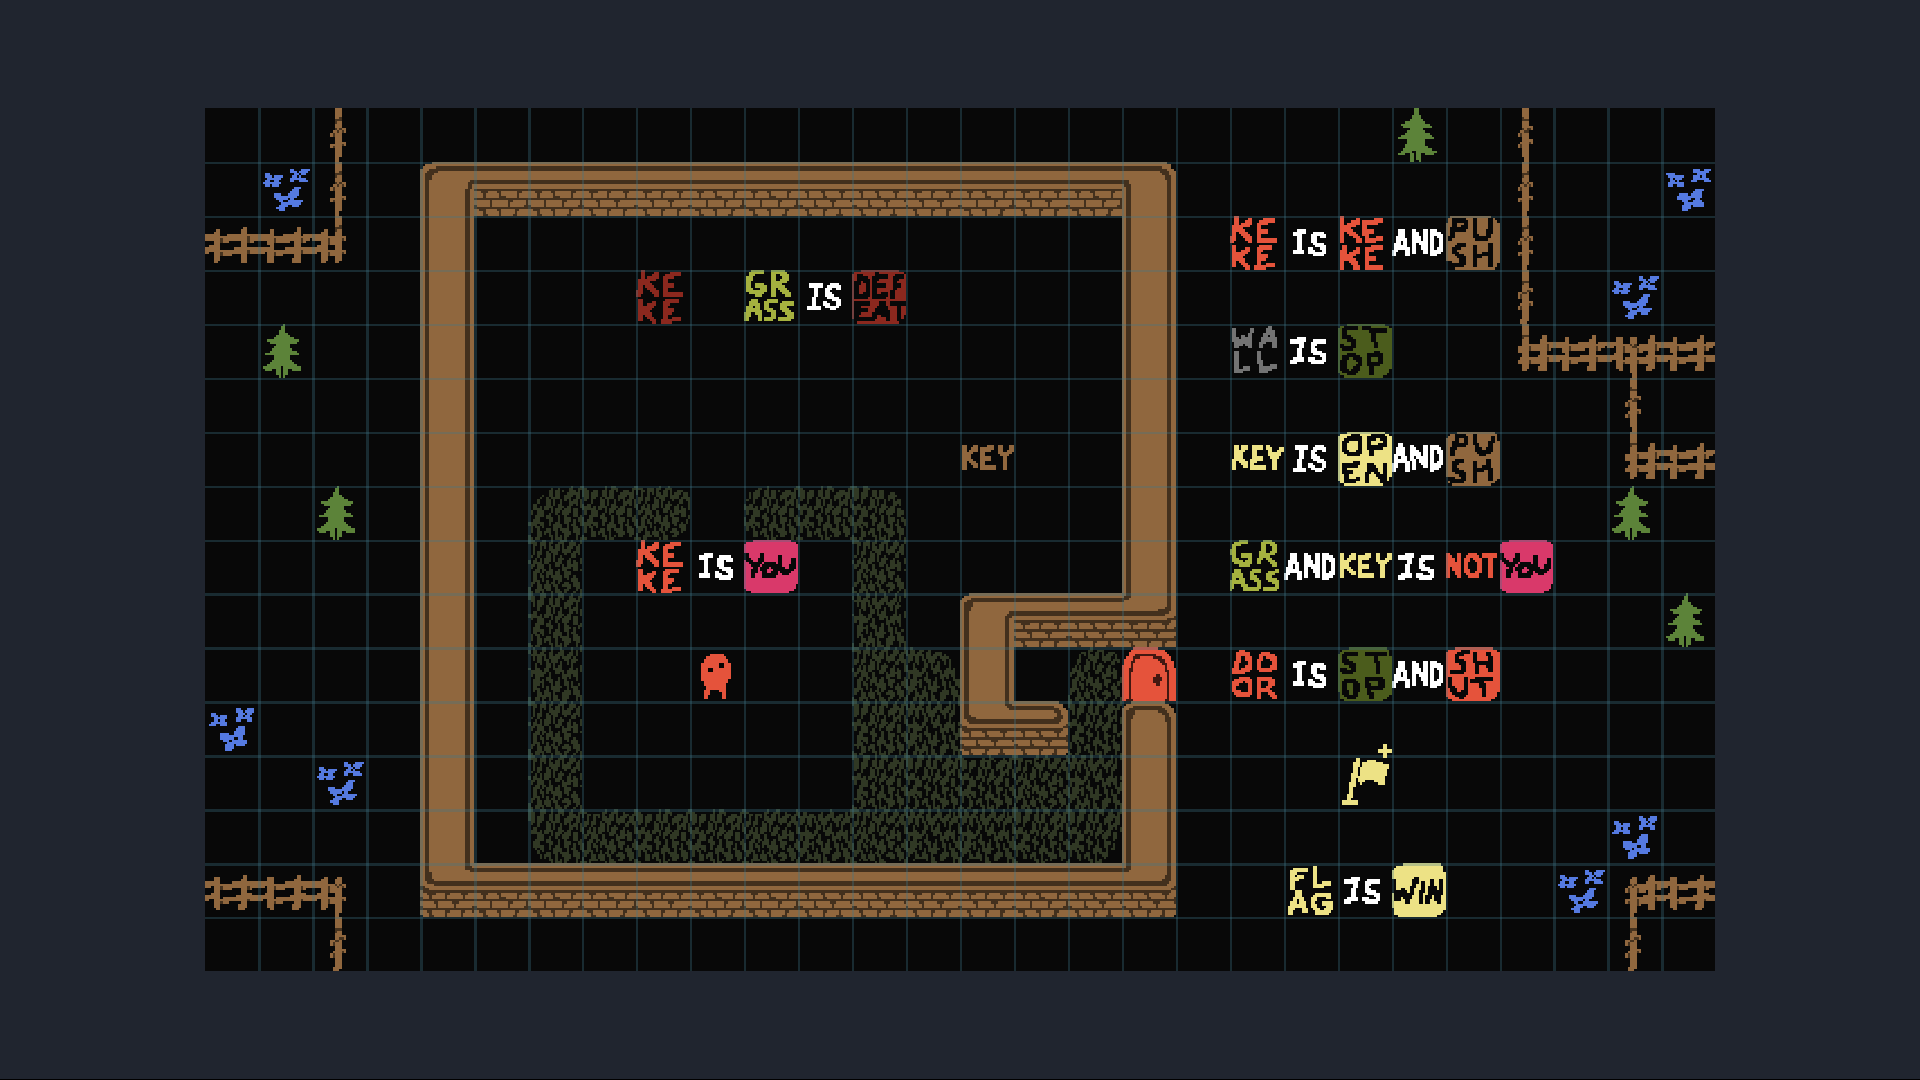 KEKE IS KEKE AND PUSH
KEKE GRASS IS DEFEAT
WALL IS STOP
KEY
KEY IS OPEN AND PUSH
KEKE IS YOU
GRASS AND KEY IS NOT YOU
DOOR IS STOP AND SHUT
FLAG IS WIN